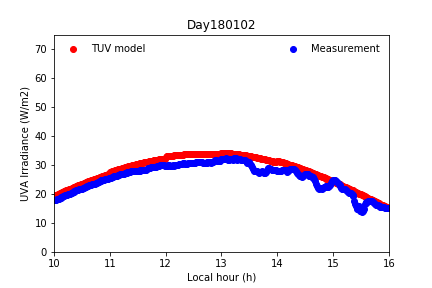 Day180102
TUV model
Measurement
UVA Irradiance (W/m2)
70
60
50
40
30
20
10
0
10 11 12 13 14 15 16
Local hour (h)